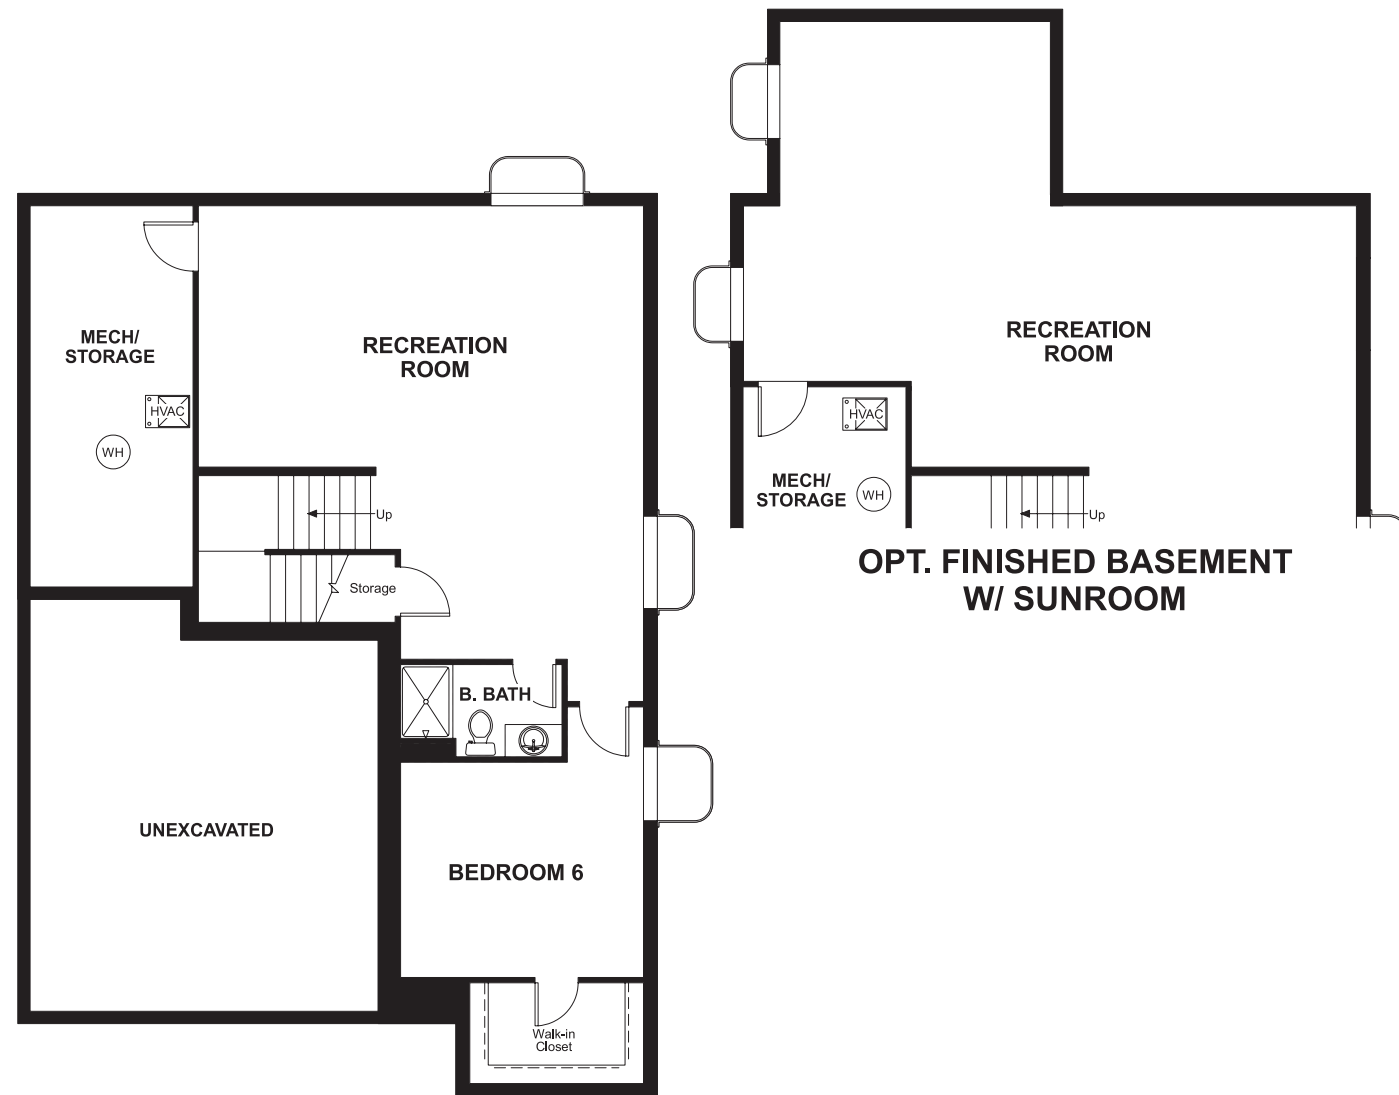 MECH/
STORAGE
HVAC
WH
RECREATION
ROOM
Up
Storage
B. BATH
UNEXCAVATED
BEDROOM 6
Walk-in
Closet
RECREATION
ROOM
HVAC
MECH/
STORAGE
WH
Up
OPT. FINISHED BASEMENT
W/ SUNROOM